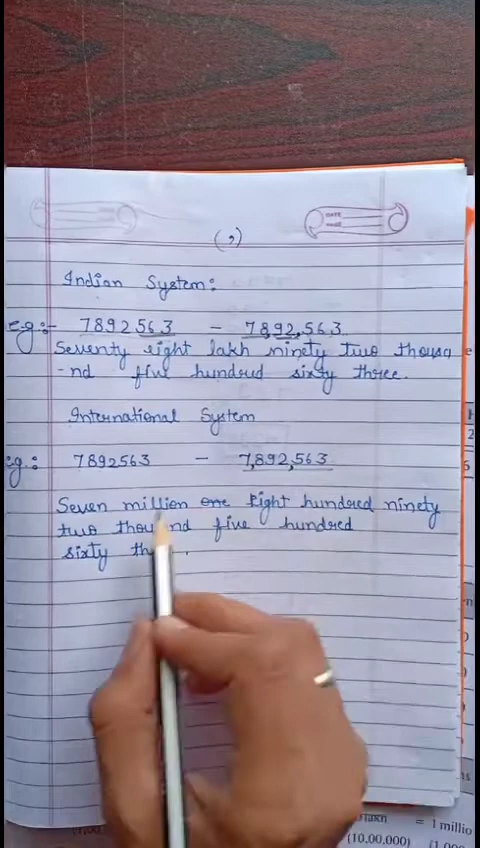 (,)
DATE
PAGE
Indian System:
e.g:- 7892563 - 78,92,563
Seventy eight lakh ninety two thousa
-nd five hundred sixty three.
International System
e.g.: 7892563 - 7,892,563
Seven million one Eight hundred ninety
two thousand five hundred
sixty
= 1 millio
(10,00,000)